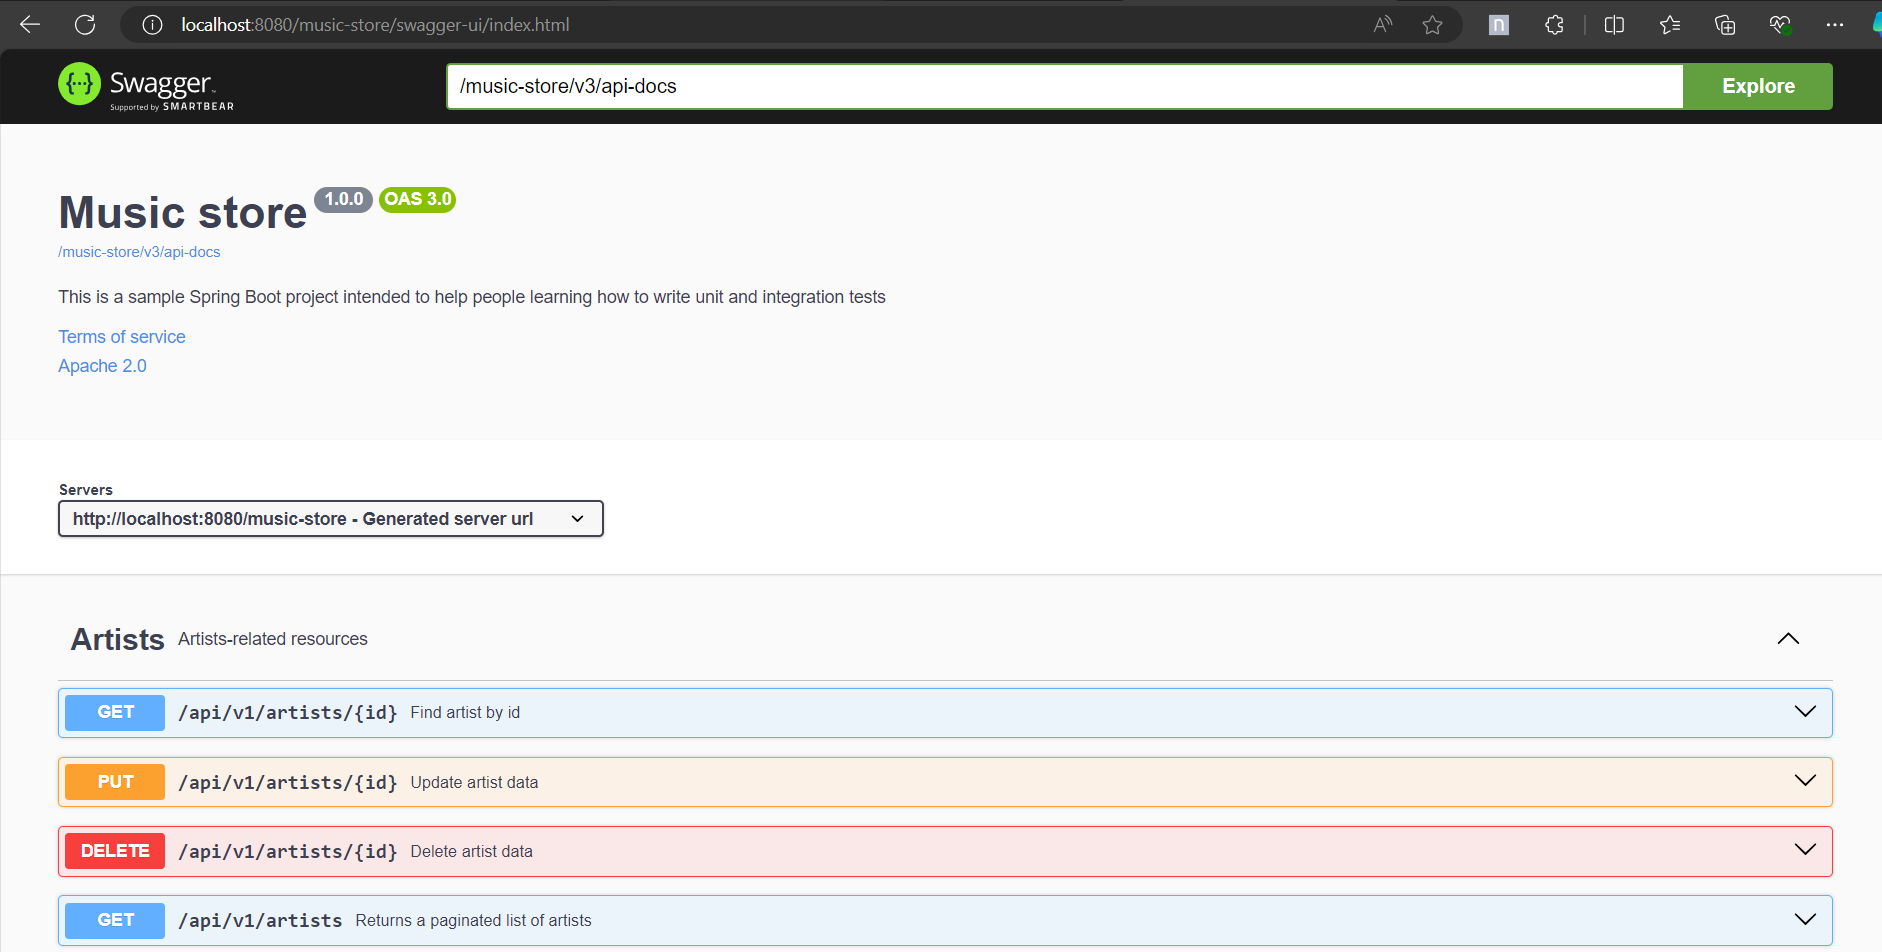 localhost:8080/music-store/swagger-ui/index.html
Swagger
Supported by SMARTBEAR
/music-store/v3/api-docs
Explore
Music store 1.0.0 OAS 3.0
/music-store/v3/api-docs
This is a sample Spring Boot project intended to help people learning how to write unit and integration tests
Terms of service
Apache 2.0
Servers
http://localhost:8080/music-store - Generated server url
Artists Artists-related resources
GET /api/v1/artists/{id} Find artist by id
PUT /api/v1/artists/{id} Update artist data
DELETE /api/v1/artists/{id} Delete artist data
GET /api/v1/artists Returns a paginated list of artists